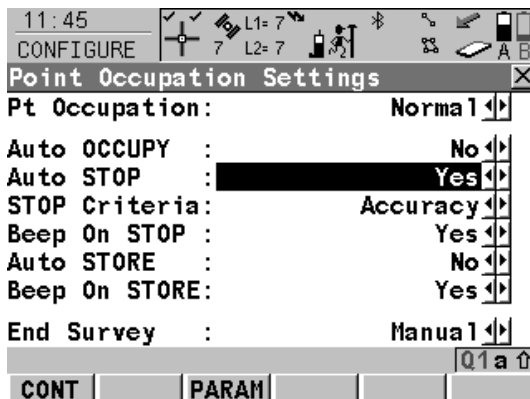 11:45
CONFIGURE
7
L1= 7
L2= 7
A B
Point Occupation Settings
Pt Occupation: Normal
Auto OCCUPY : No
Auto STOP : Yes
STOP Criteria: Accuracy
Beep On STOP : Yes
Auto STORE : No
Beep On STORE: Yes
End Survey : Manual
Q1 a
CONT PARAM